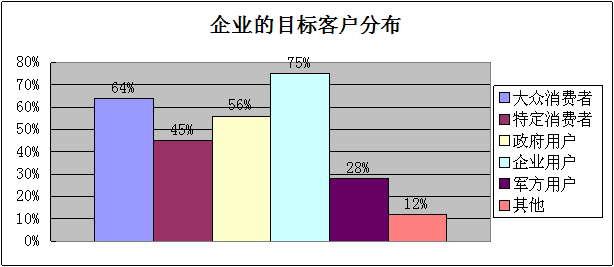 企业的目标客户分布
80%
70%
60%
50%
40%
30%
20%
10%
0%
64%
45%
56%
75%
28%
12%
大众消费者
特定消费者
政府用户
企业用户
军方用户
其他